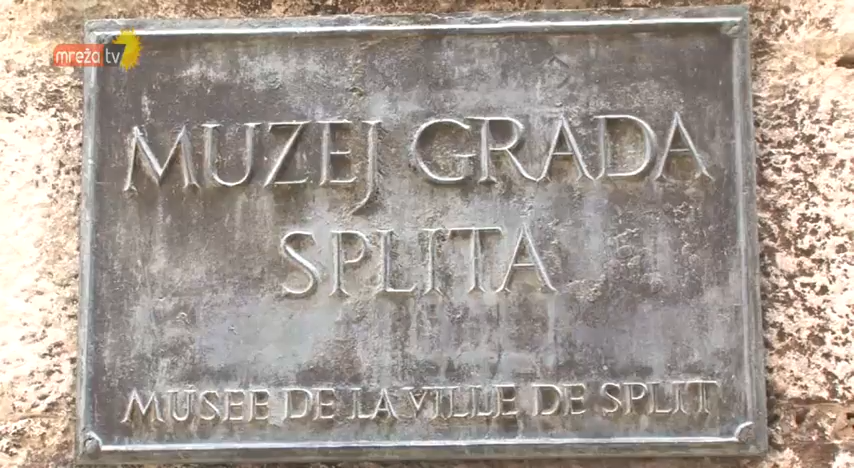 mreža tv
MUZEJ GRADA
SPLITA
MUSEE DE LA VILLE DE SPLIT